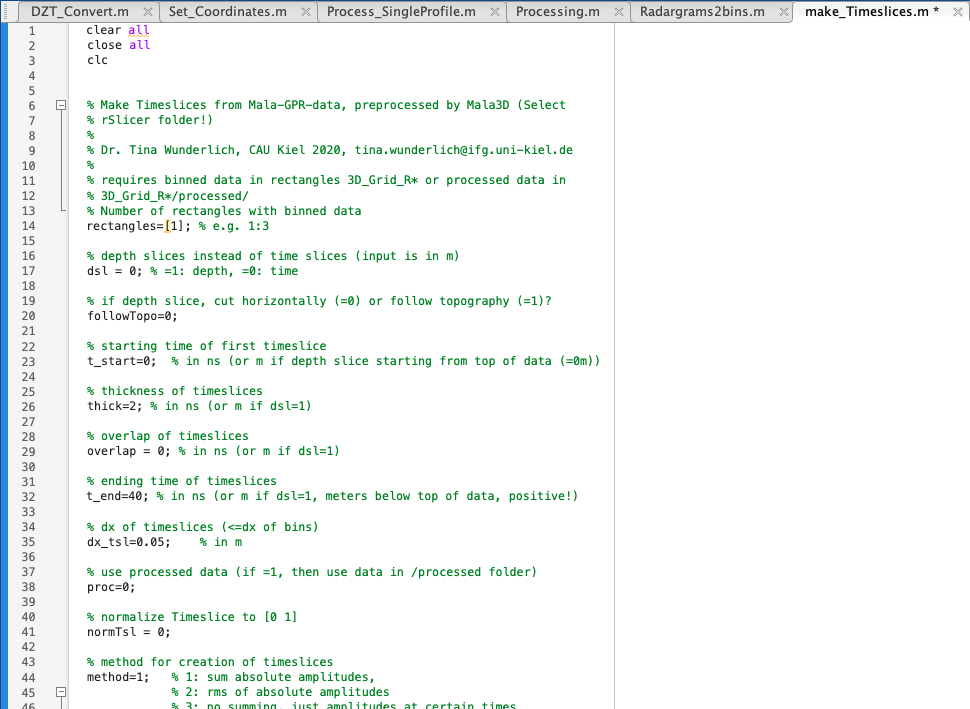 DZT_Convert.m × Set_Coordinates.m × Process_SingleProfile.m × Processing.m × Radargrams2bins.m × make_Timeslices.m * ×
1 clear all
2 close all
3 clc
4
5
6 % Make Timeslices from Mala-GPR-data, preprocessed by Mala3D (Select
7 % rSlicer folder!)
8 %
9 % Dr. Tina Wunderlich, CAU Kiel 2020, tina.wunderlich@ifg.uni-kiel.de
10 %
11 % requires binned data in rectangles 3D_Grid_R* or processed data in
12 % 3D_Grid_R*/processed/
13 % Number of rectangles with binned data
14 rectangles=[1]; % e.g. 1:3
15
16 % depth slices instead of time slices (input is in m)
17 dsl = 0; % =1: depth, =0: time
18
19 % if depth slice, cut horizontally (=0) or follow topography (=1)?
20 followTopo=0;
21
22 % starting time of first timeslice
23 t_start=0;  % in ns (or m if depth slice starting from top of data (=0m))
24
25 % thickness of timeslices
26 thick=2; % in ns (or m if dsl=1)
27
28 % overlap of timeslices
29 overlap = 0; % in ns (or m if dsl=1)
30
31 % ending time of timeslices
32 t_end=40; % in ns (or m if dsl=1, meters below top of data, positive!)
33
34 % dx of timeslices (<=dx of bins)
35 dx_tsl=0.05;    % in m
36
37 % use processed data (if =1, then use data in /processed folder)
38 proc=0;
39
40 % normalize Timeslice to [0 1]
41 normTsl = 0;
42
43 % method for creation of timeslices
44 method=1;   % 1: sum absolute amplitudes,
45 % 2: rms of absolute amplitudes
46 % 3: no summing, just amplitudes at certain times